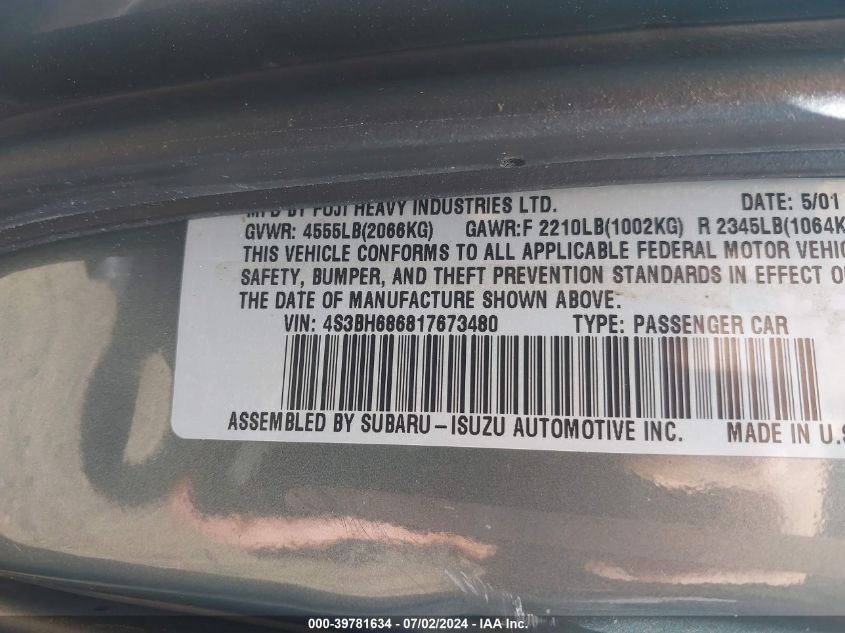 MFD BY FUJI HEAVY INDUSTRIES LTD. DATE: 5/01
GVWR: 4555LB(2066KG) GAWR:F 2210LB(1002KG) R 2345LB(1064K
THIS VEHICLE CONFORMS TO ALL APPLICABLE FEDERAL MOTOR VEHIC
SAFETY, BUMPER, AND THEFT PREVENTION STANDARDS IN EFFECT O
THE DATE OF MANUFACTURE SHOWN ABOVE.
VIN: 4S3BH686817673480 TYPE: PASSENGER CAR
ASSEMBLED BY SUBARU-ISUZU AUTOMOTIVE INC. MADE IN U.S
000-39781634 - 07/02/2024 - IAA Inc.